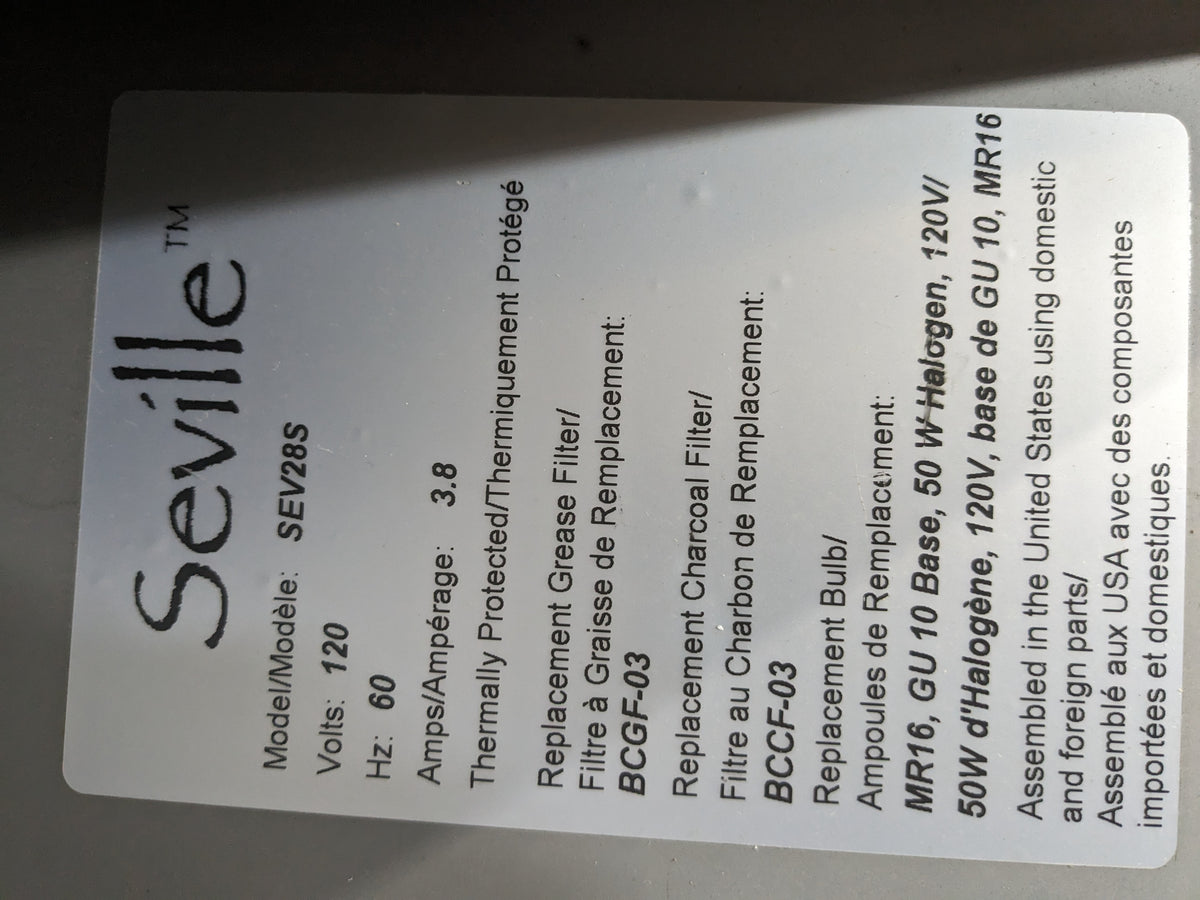 Seville™
Model/Modèle: SEV28S
Volts: 120
Hz: 60
Amps/Ampérage: 3.8
Thermally Protected/Thermiquement Protégé
Replacement Grease Filter/
Filtre à Graisse de Remplacement:
BCGF-03
Replacement Charcoal Filter/
Filtre au Charbon de Remplacement:
BCCF-03
Replacement Bulb/
Ampoules de Remplacement:
MR16, GU 10 Base, 50 W Halogen, 120V/
50W d'Halogène, 120V, base de GU 10, MR16
Assembled in the United States using domestic
and foreign parts/
Assemblé aux USA avec des composantes
importées et domestiques.